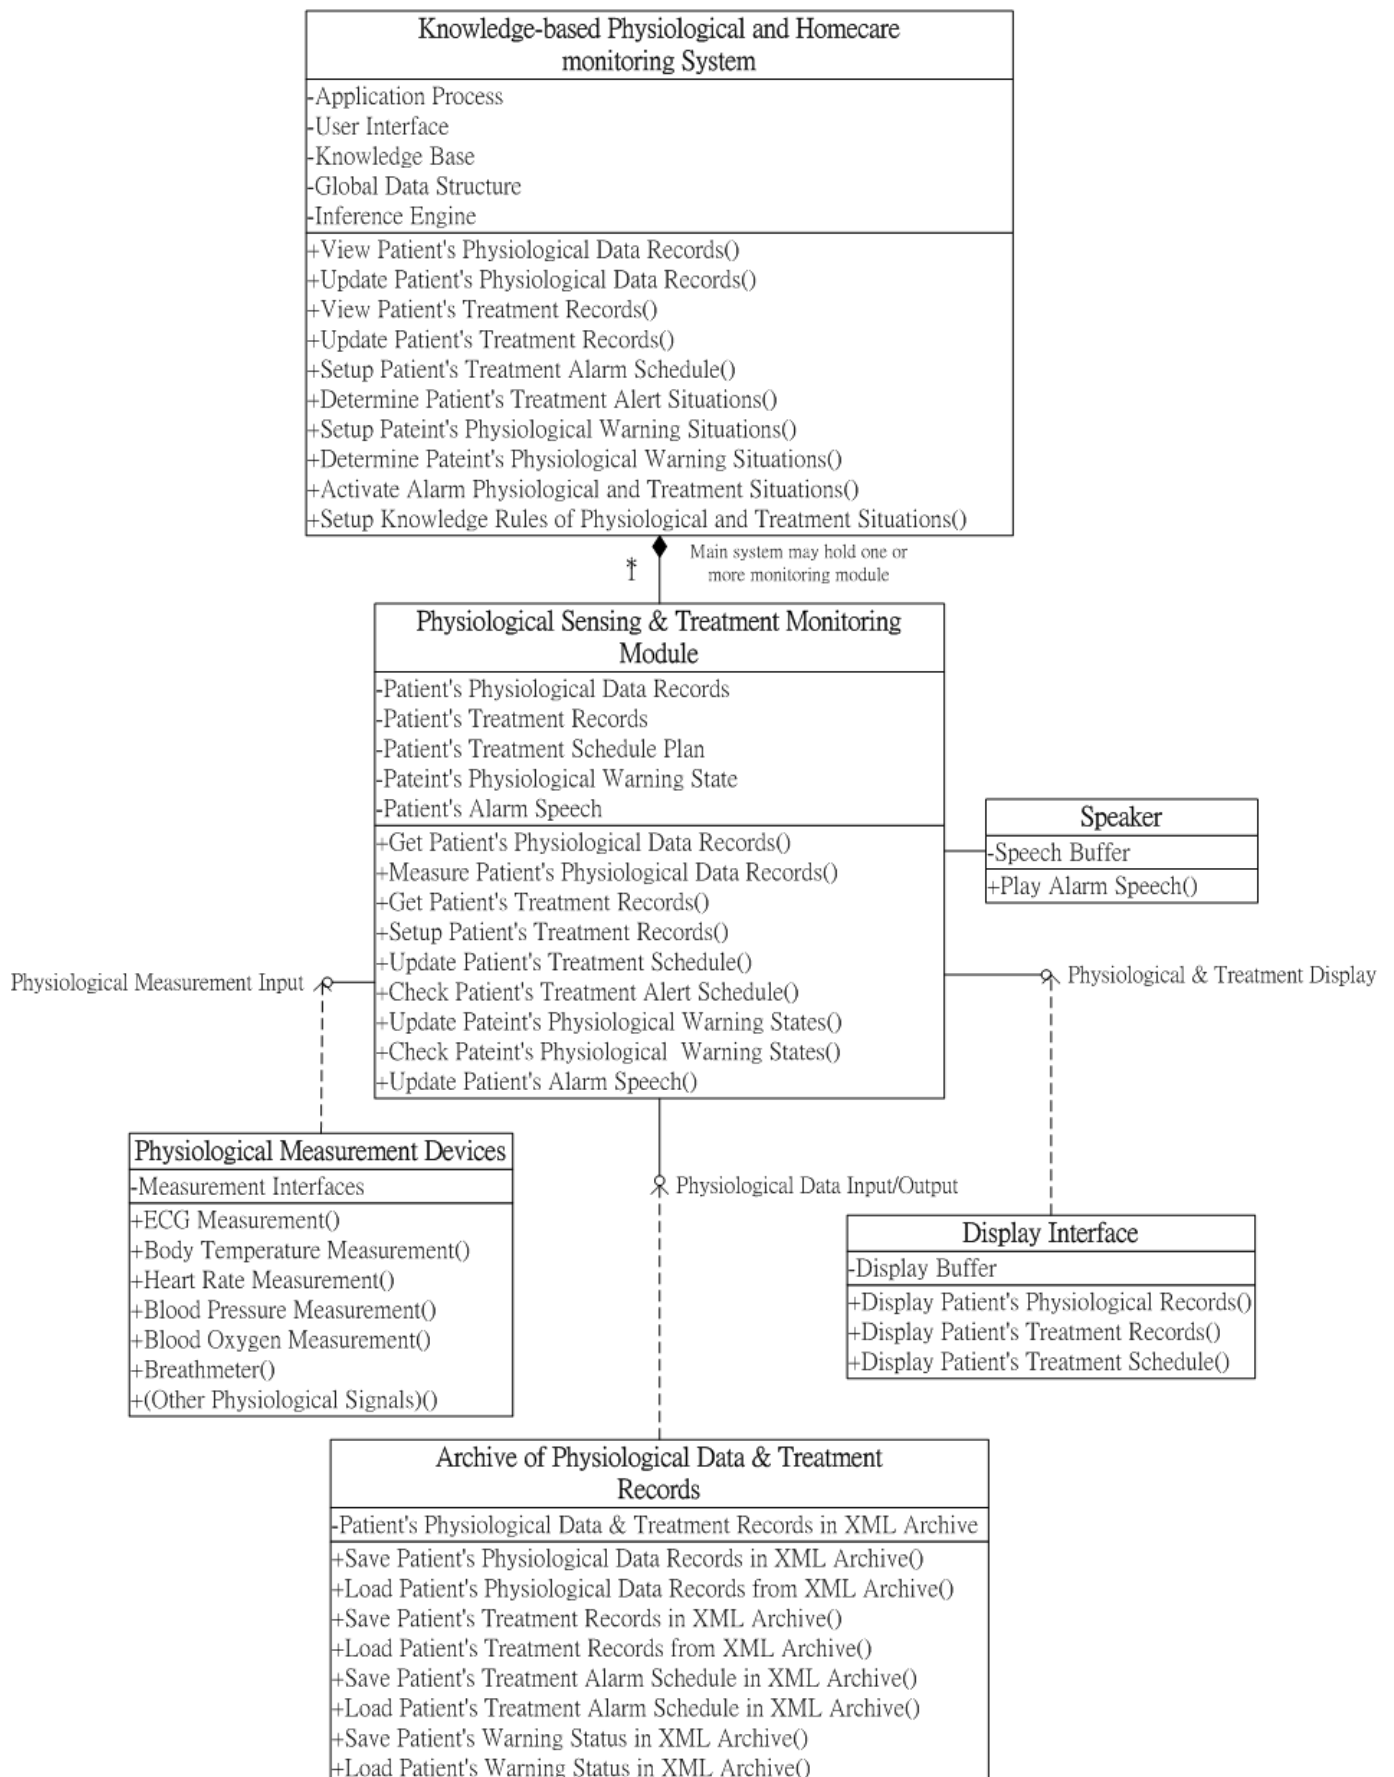 Knowledge-based Physiological and Homecare
monitoring System
-Application Process
-User Interface
-Knowledge Base
-Global Data Structure
-Inference Engine
+View Patient's Physiological Data Records()
+Update Patient's Physiological Data Records()
+View Patient's Treatment Records()
+Update Patient's Treatment Records()
+Setup Patient's Treatment Alarm Schedule()
+Determine Patient's Treatment Alert Situations()
+Setup Pateint's Physiological Warning Situations()
+Determine Pateint's Physiological Warning Situations()
+Activate Alarm Physiological and Treatment Situations()
+Setup Knowledge Rules of Physiological and Treatment Situations()
Main system may hold one or
more monitoring module
*
1
Physiological Sensing & Treatment Monitoring
Module
-Patient's Physiological Data Records
-Patient's Treatment Records
-Patient's Treatment Schedule Plan
-Pateint's Physiological Warning State
-Patient's Alarm Speech
+Get Patient's Physiological Data Records()
+Measure Patient's Physiological Data Records()
+Get Patient's Treatment Records()
+Setup Patient's Treatment Records()
+Update Patient's Treatment Schedule()
+Check Patient's Treatment Alert Schedule()
+Update Pateint's Physiological Warning States()
+Check Pateint's Physiological  Warning States()
+Update Patient's Alarm Speech()
Speaker
-Speech Buffer
+Play Alarm Speech()
Physiological Measurement Input
Physiological & Treatment Display
Physiological Measurement Devices
-Measurement Interfaces
+ECG Measurement()
+Body Temperature Measurement()
+Heart Rate Measurement()
+Blood Pressure Measurement()
+Blood Oxygen Measurement()
+Breathmeter()
+(Other Physiological Signals)()
Physiological Data Input/Output
Display Interface
-Display Buffer
+Display Patient's Physiological Records()
+Display Patient's Treatment Records()
+Display Patient's Treatment Schedule()
Archive of Physiological Data & Treatment
Records
-Patient's Physiological Data & Treatment Records in XML Archive
+Save Patient's Physiological Data Records in XML Archive()
+Load Patient's Physiological Data Records from XML Archive()
+Save Patient's Treatment Records in XML Archive()
+Load Patient's Treatment Records from XML Archive()
+Save Patient's Treatment Alarm Schedule in XML Archive()
+Load Patient's Treatment Alarm Schedule in XML Archive()
+Save Patient's Warning Status in XML Archive()
+Load Patient's Warning Status in XML Archive()